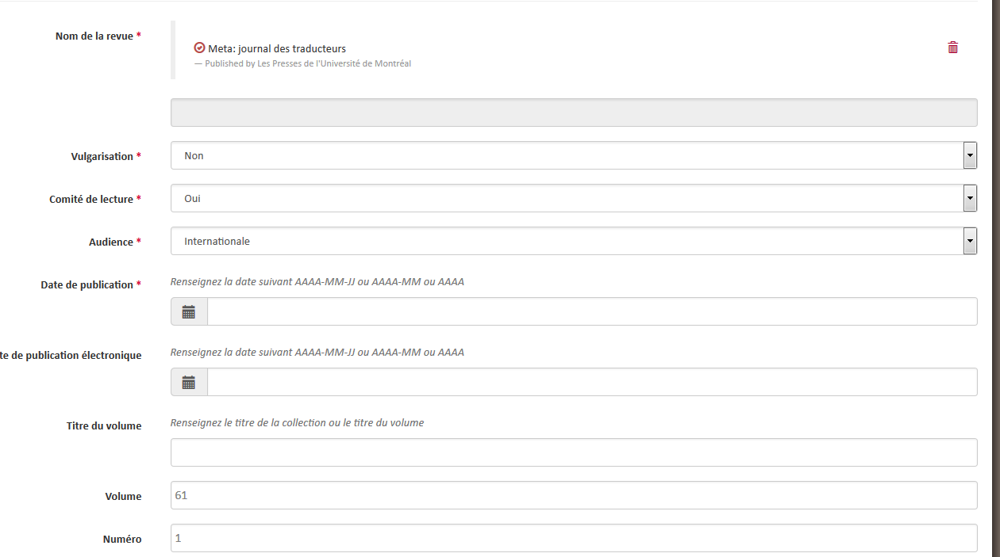 Nom de la revue *
Meta: journal des traducteurs
— Published by Les Presses de l'Université de Montréal
Vulgarisation *
Non
Comité de lecture *
Oui
Audience *
Internationale
Date de publication *
Renseignez la date suivant AAAA-MM-JJ ou AAAA-MM ou AAAA
te de publication électronique
Renseignez la date suivant AAAA-MM-JJ ou AAAA-MM ou AAAA
Titre du volume
Renseignez le titre de la collection ou le titre du volume
Volume
61
Numéro
1